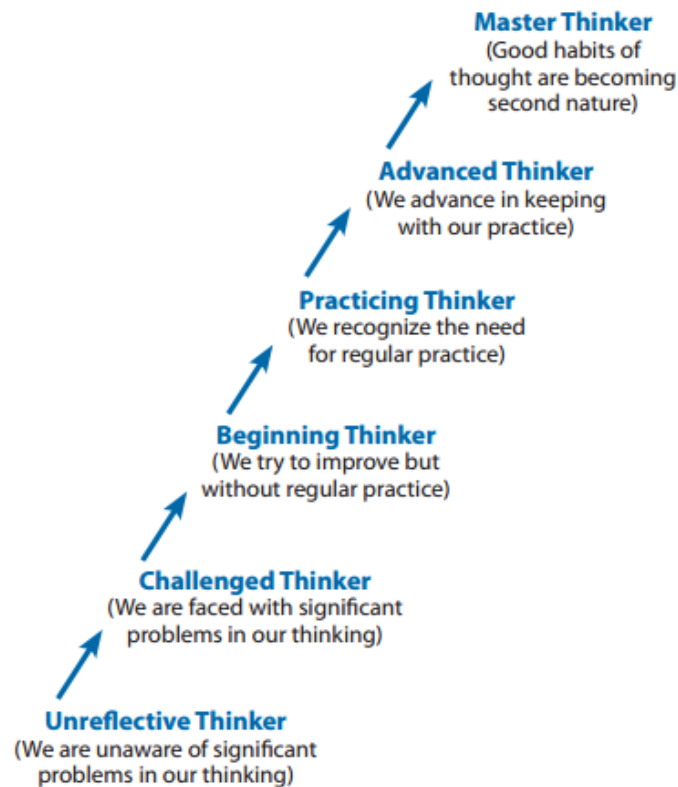 Master Thinker
(Good habits of
thought are becoming
second nature)
Advanced Thinker
(We advance in keeping
with our practice)
Practicing Thinker
(We recognize the need
for regular practice)
Beginning Thinker
(We try to improve but
without regular practice)
Challenged Thinker
(We are faced with significant
problems in our thinking)
Unreflective Thinker
(We are unaware of significant
problems in our thinking)